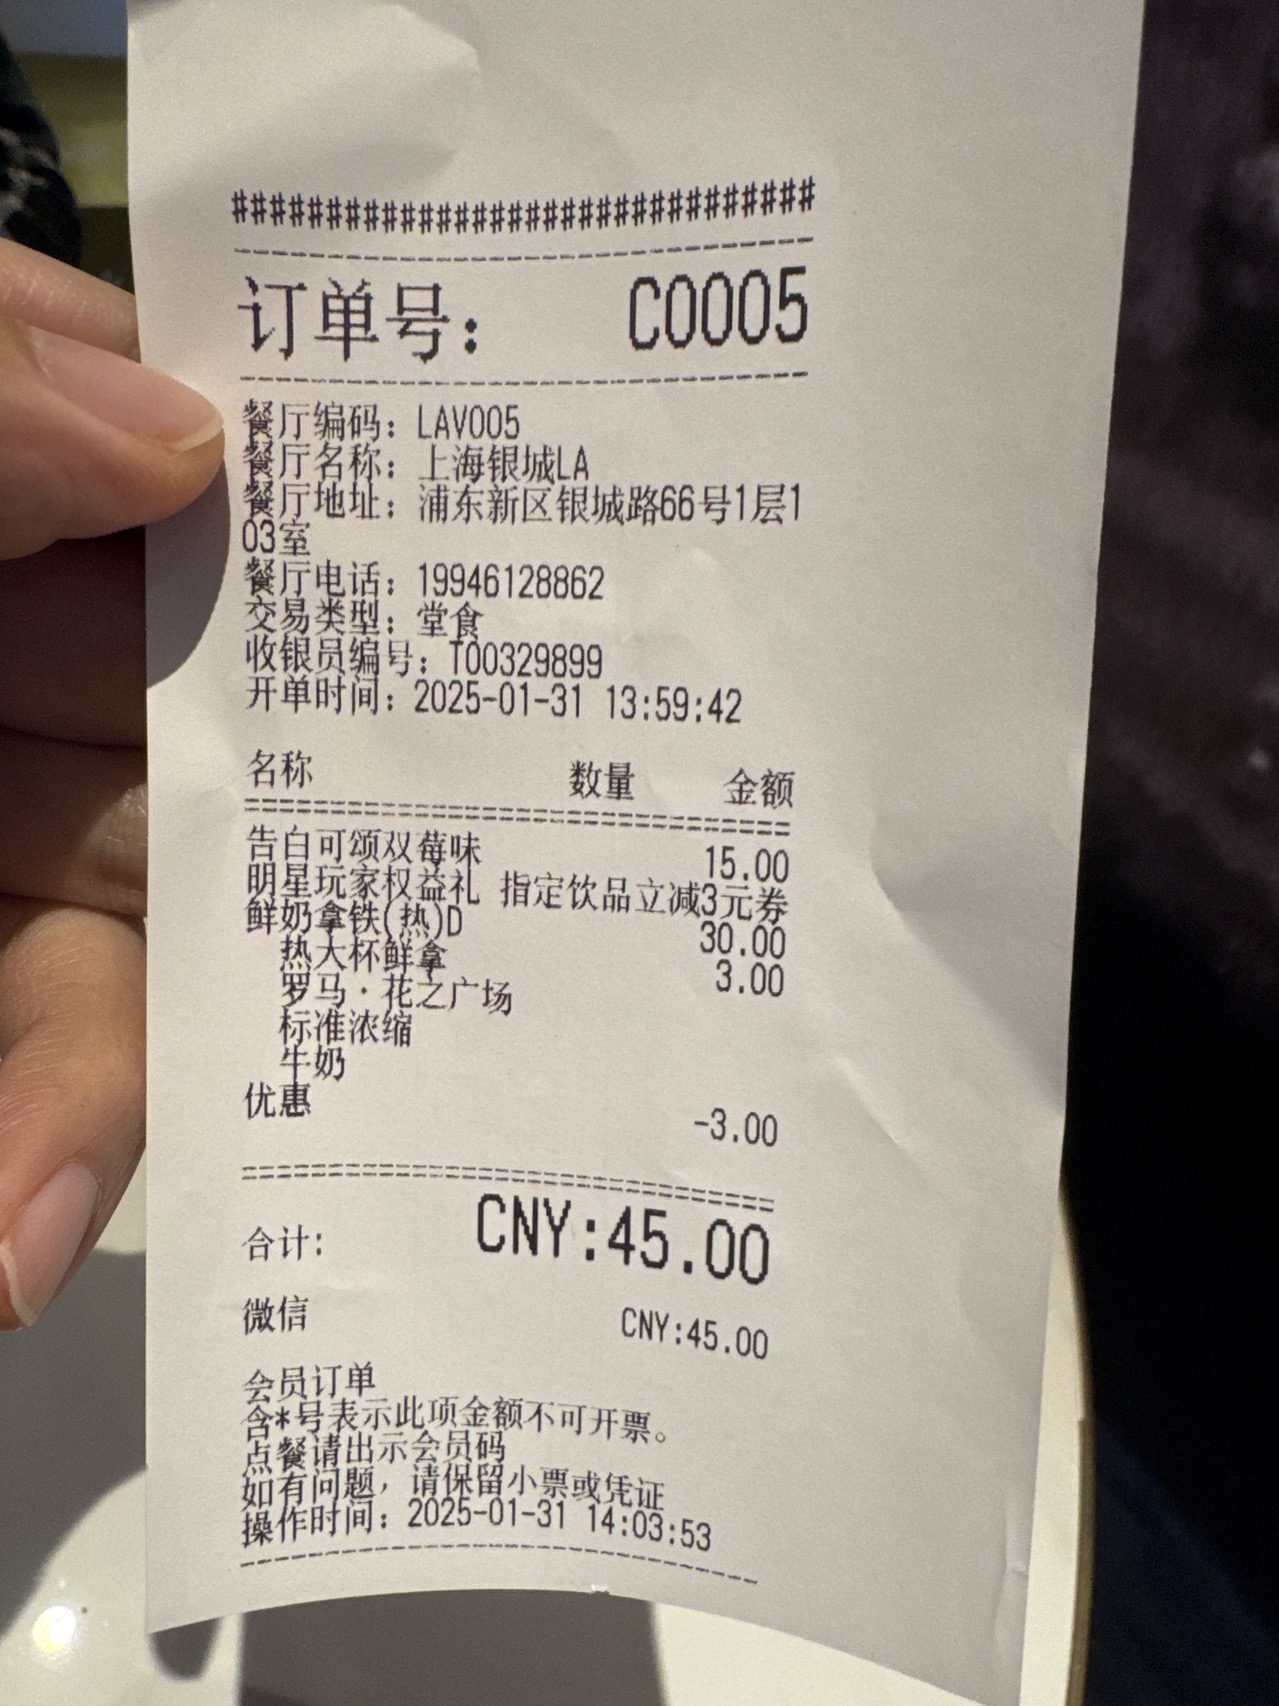 ################################
订单号： C0005
餐厅编码：LAV005
餐厅名称：上海银城LA
餐厅地址：浦东新区银城路66号1层1
03室
餐厅电话：19946128862
交易类型：堂食
收银员编号：T00329899
开单时间：2025-01-31 13:59:42
名称 数量 金额
告白可颂双莓味 15.00
明星玩家权益礼 指定饮品立减3元券
鲜奶拿铁(热)D 30.00
热大杯鲜拿 3.00
罗马·花之广场
标准浓缩
牛奶
优惠 -3.00
合计: CNY:45.00
微信 CNY:45.00
会员订单
含*号表示此项金额不可开票。
点餐请出示会员码
如有问题，请保留小票或凭证
操作时间：2025-01-31 14:03:53